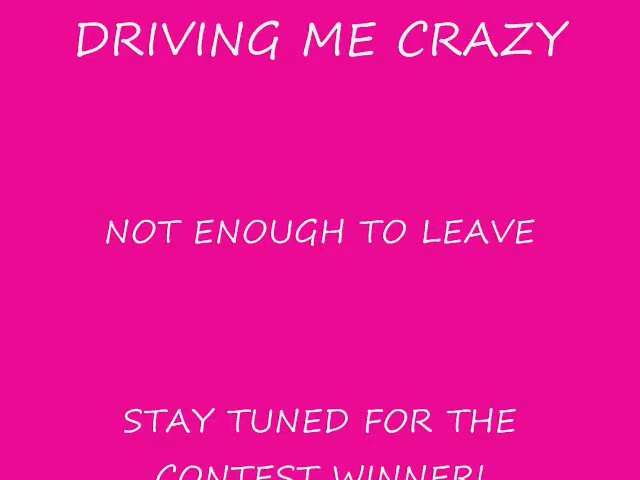 DRIVING ME CRAZY
NOT ENOUGH TO LEAVE
STAY TUNED FOR THE
CONTEST WINNER!